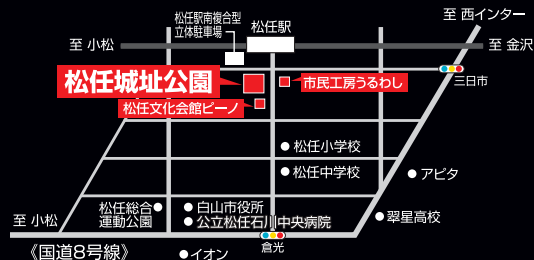 至 西インター
松任駅南複合型
立体駐車場
松任駅
至 小松
至 金沢
松任城址公園
市民工房うるわし
三日市
松任文化会館ピーノ
松任小学校
松任中学校
アピタ
松任総合
運動公園
白山市役所
公立松任石川中央病院
翠星高校
至 小松
倉光
《国道8号線》
イオン